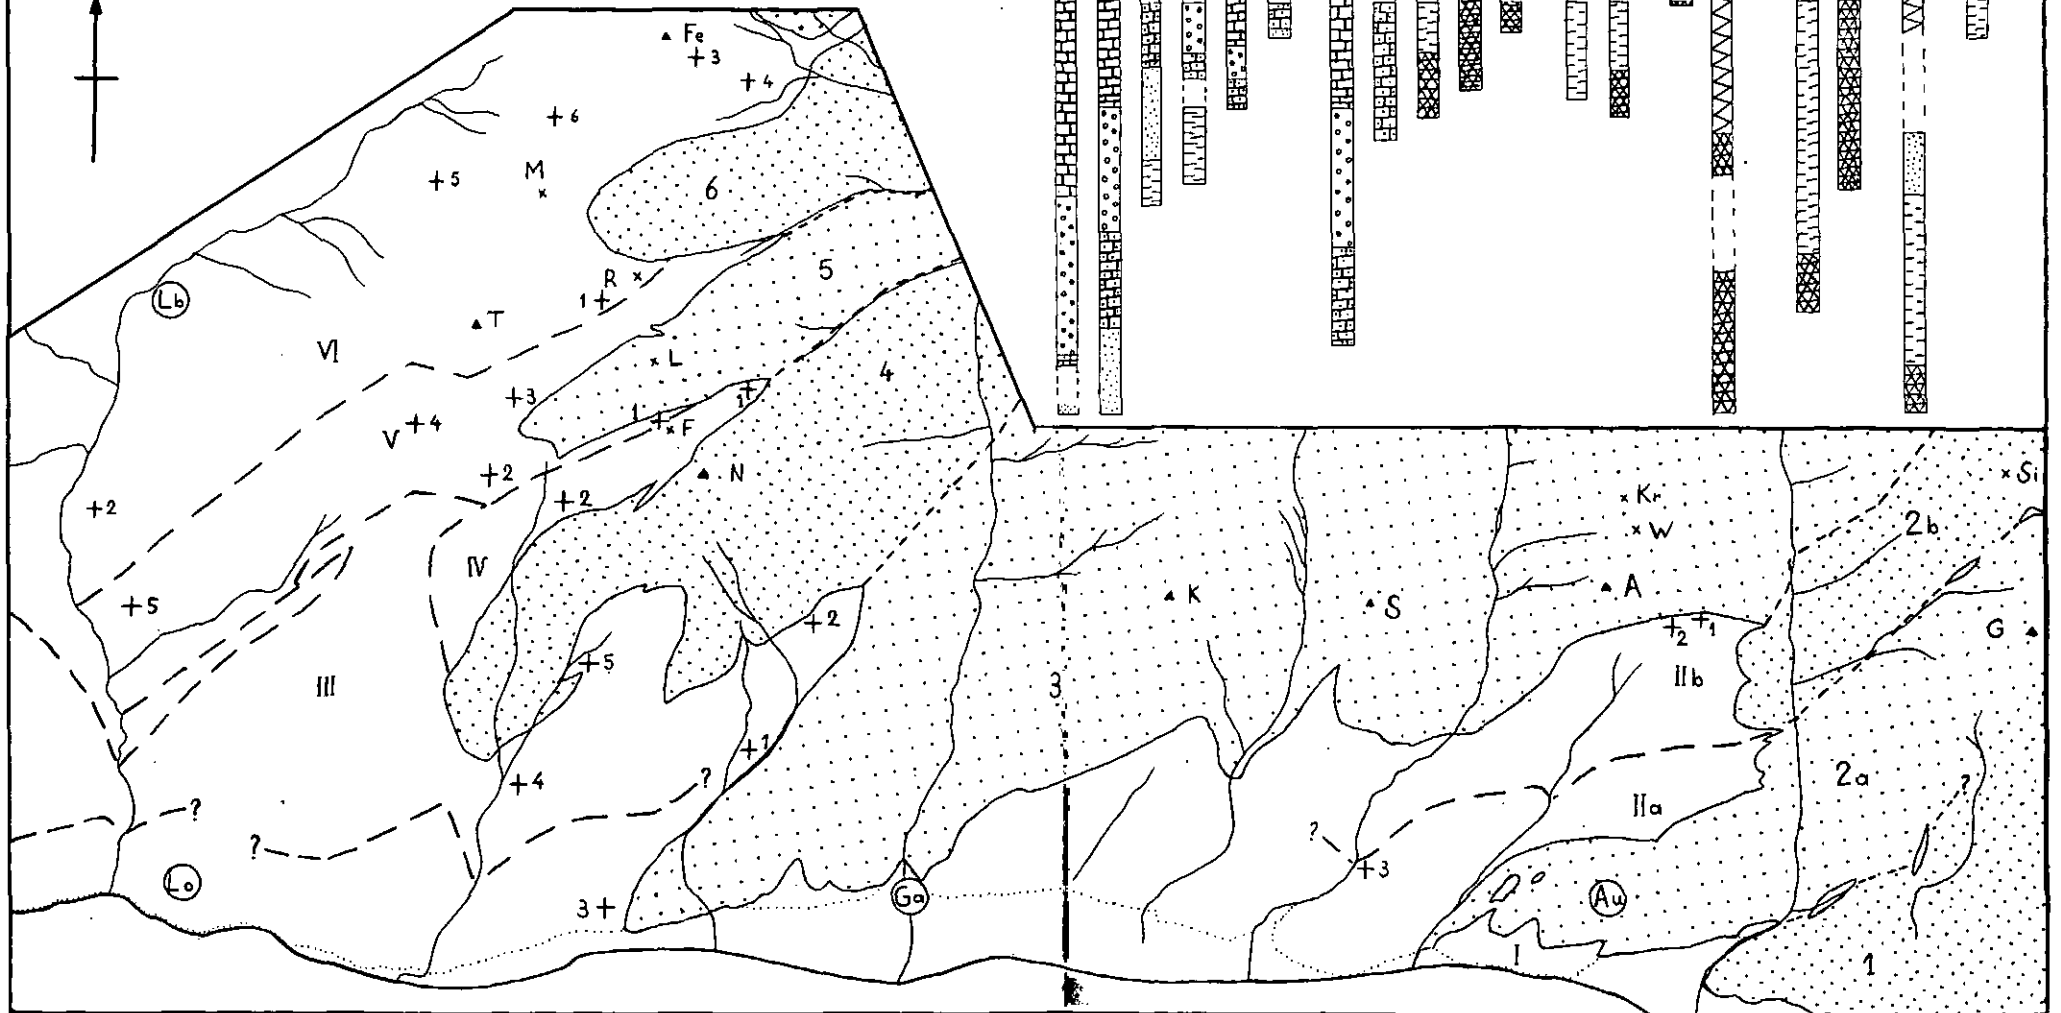 Fe
+3
+4
+6
M
+5
6
5
R
1+
Lb
T
VI
L
4
+3
1
1
F
V +4
+2
N
Si
+2
+2
Kr
W
2b
IV
K
S
A
+5
+2
+2 +1
G
+5
III
3
IIb
+1
?
+4
2a
?
IIa
?
?
?
+3
Lo
3+
Ga
Au
I
1